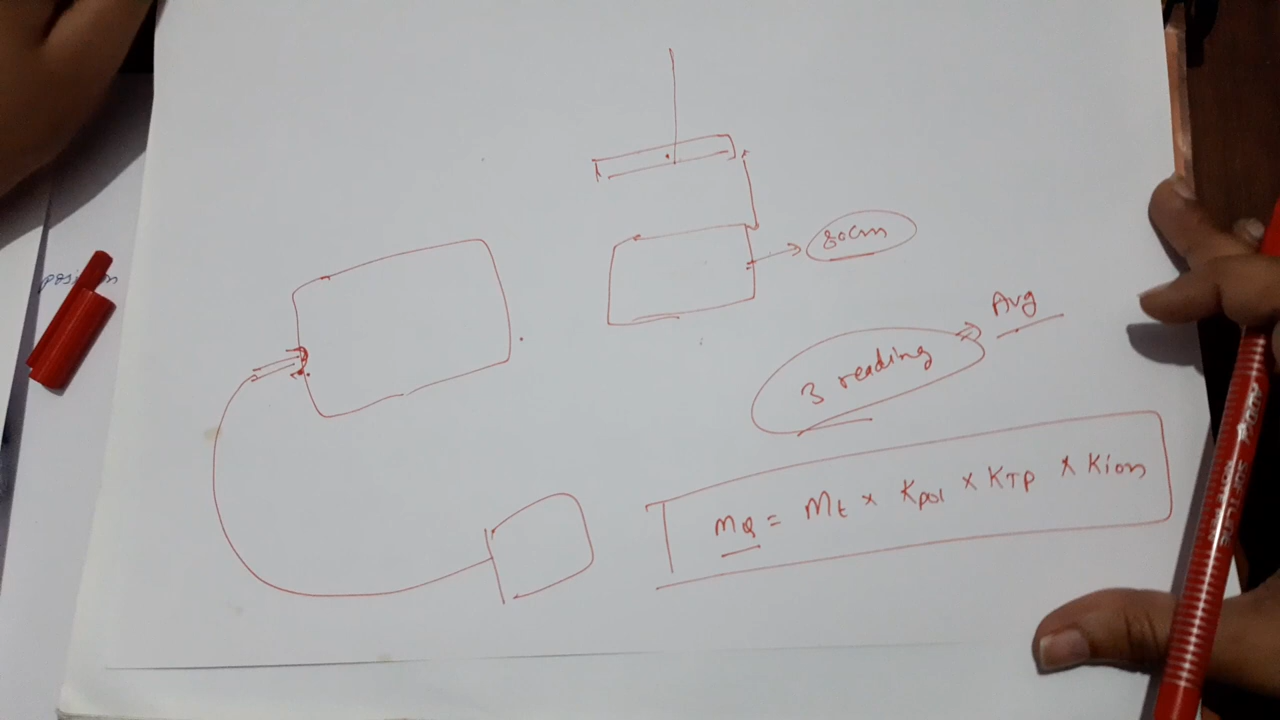 80cm
Avg
3 reading
MQ = Mt × Kpol × KTP × Kion